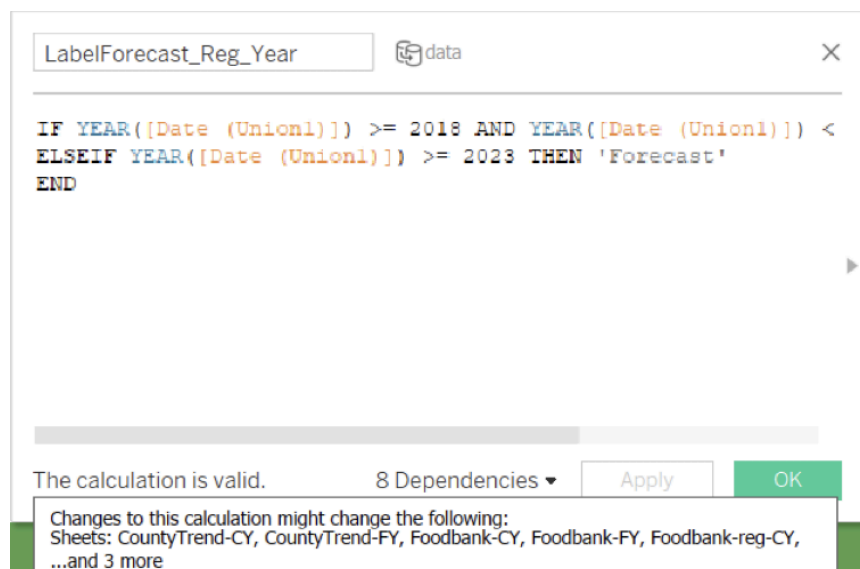 LabelForecast_Reg_Year data
IF YEAR([Date (Union1)]) >= 2018 AND YEAR([Date (Union1)]) <
ELSEIF YEAR([Date (Union1)]) >= 2023 THEN 'Forecast'
END
The calculation is valid. 8 Dependencies Apply OK
Changes to this calculation might change the following:
Sheets: CountyTrend-CY, CountyTrend-FY, Foodbank-CY, Foodbank-FY, Foodbank-reg-CY,
...and 3 more